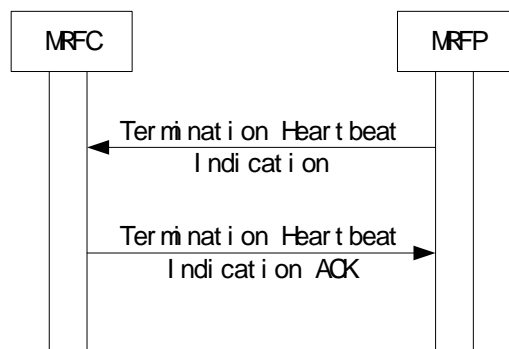 MRFC
MRFP
Termination Heartbeat
Indication
Termination Heartbeat
Indication ACK